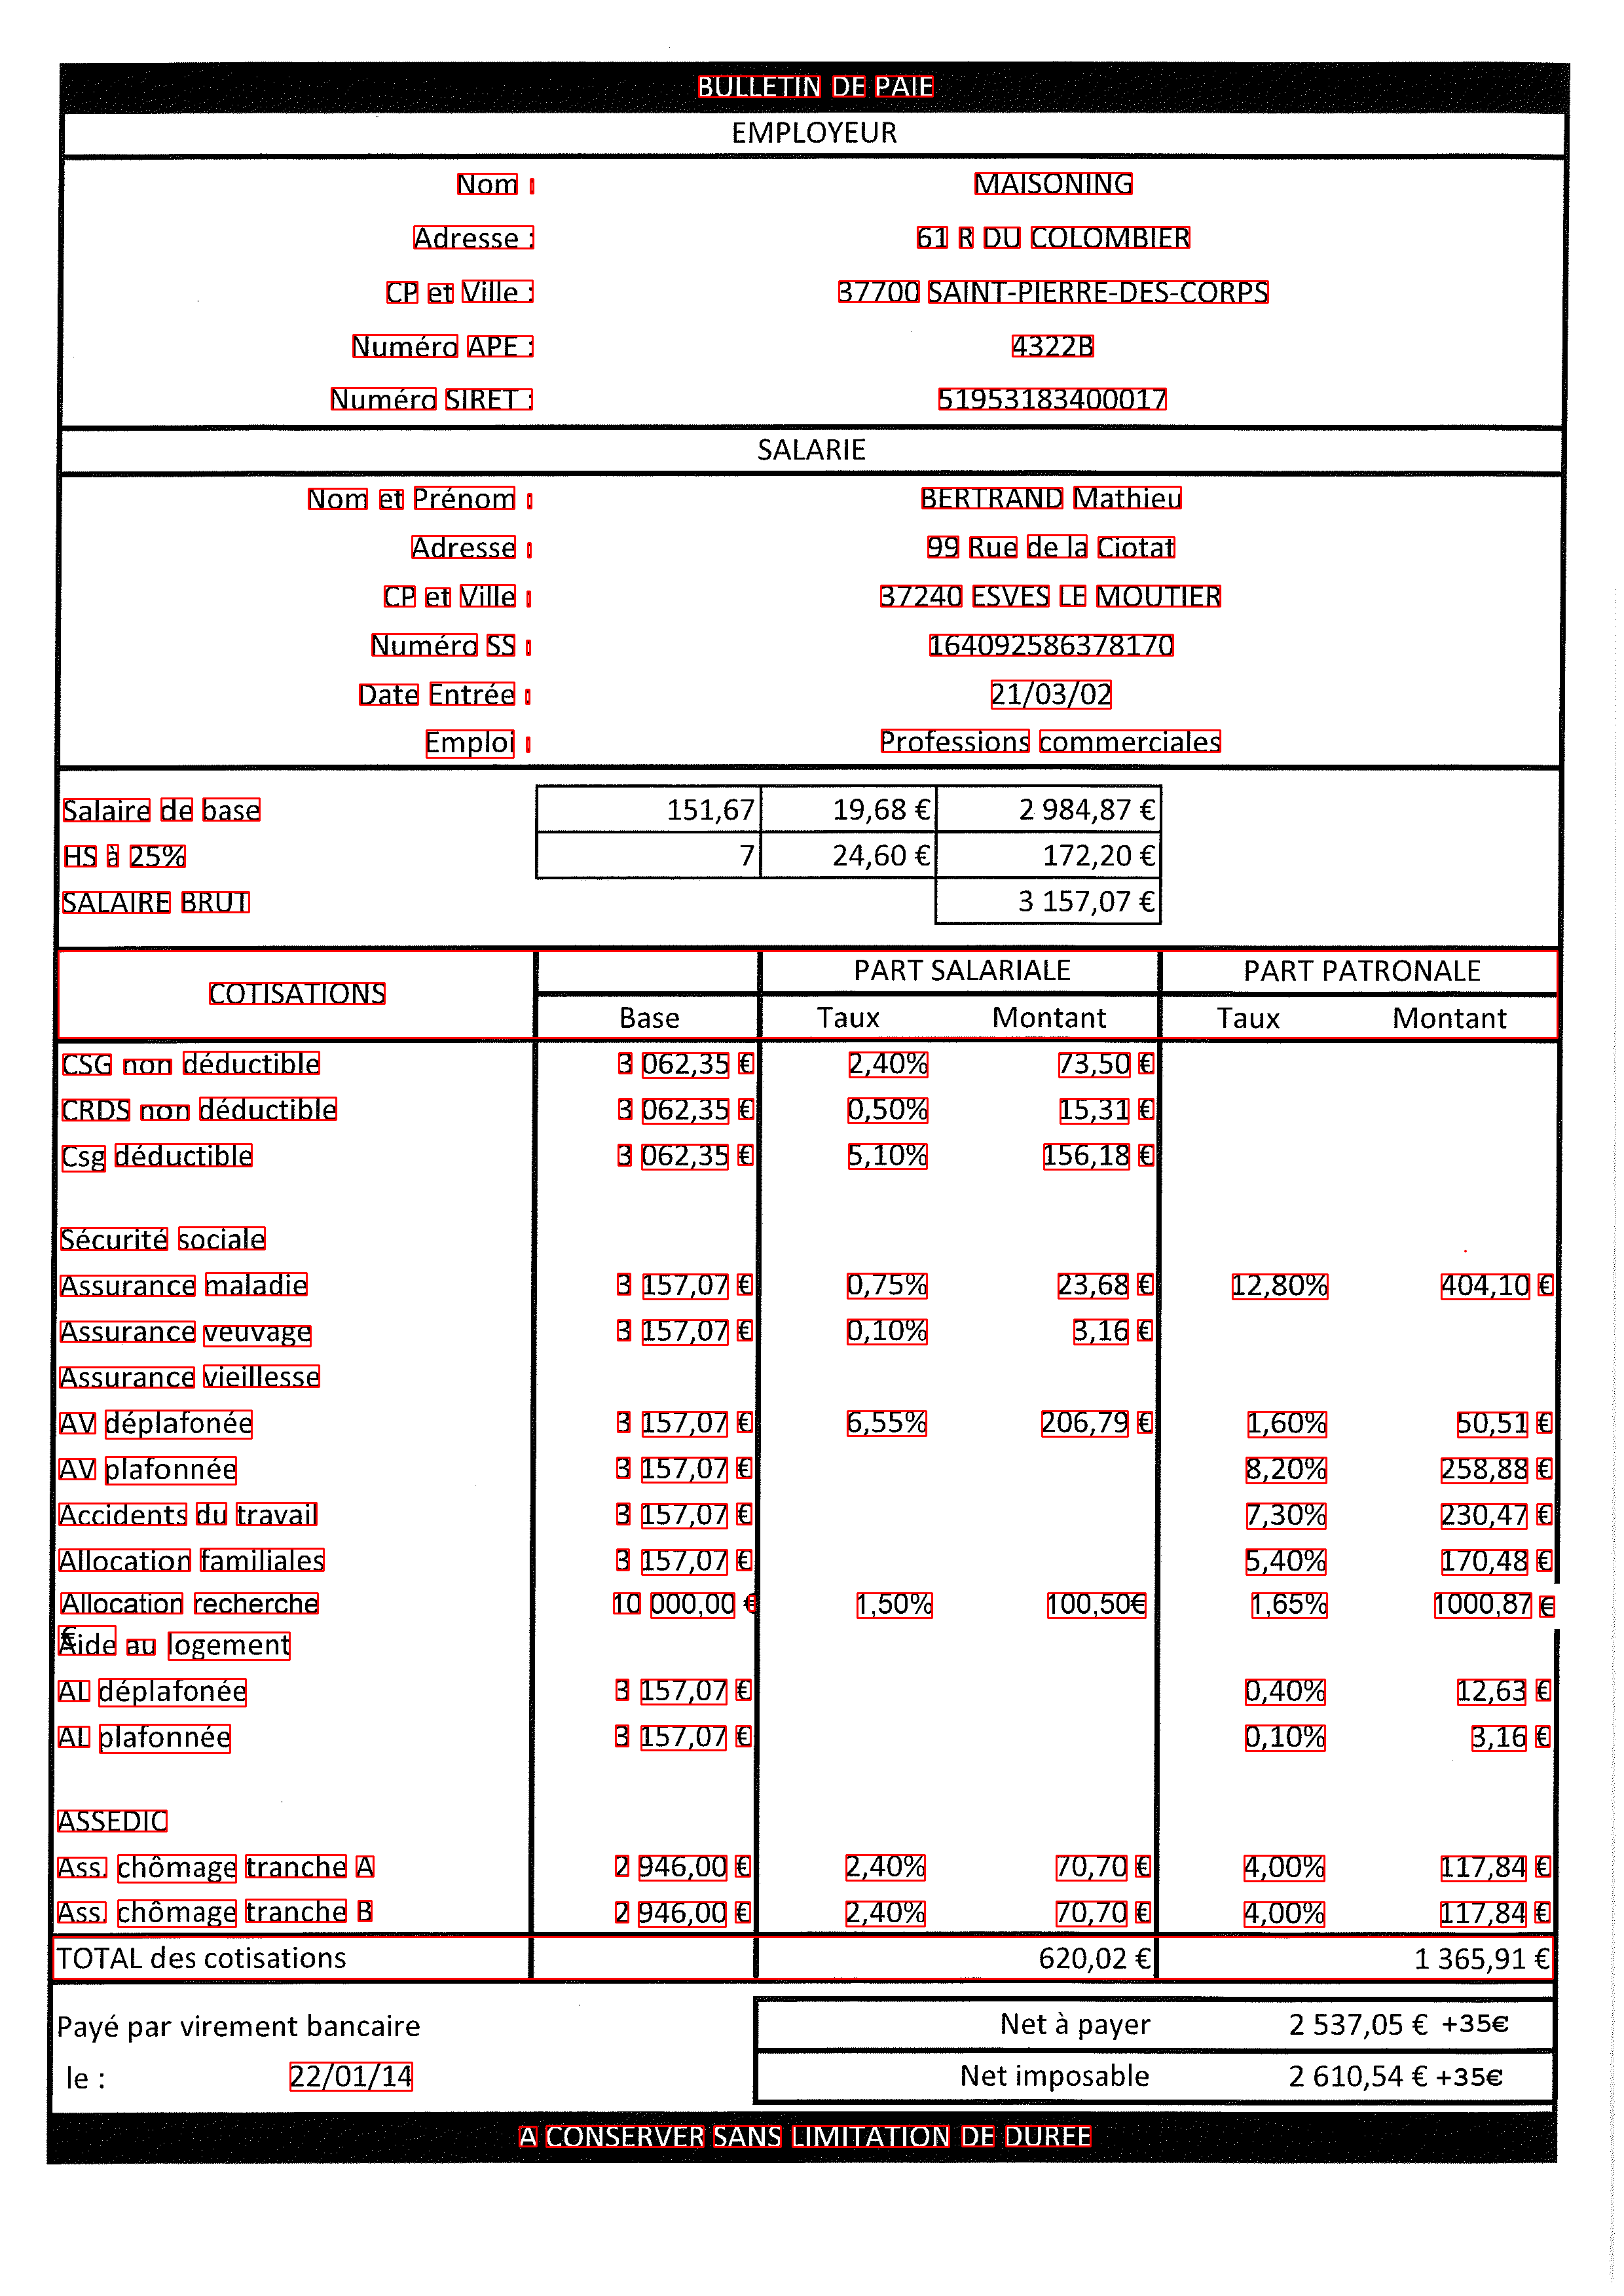 BULLETIN DE PAIE
EMPLOYEUR
Nom : MAISONING
Adresse : 61 R DU COLOMBIER
CP et Ville : 37700 SAINT-PIERRE-DES-CORPS
Numéro APE : 4322B
Numéro SIRET : 51953183400017
SALARIE
Nom et Prénom : BERTRAND Mathieu
Adresse : 99 Rue de la Ciotat
CP et Ville : 37240 ESVES LE MOUTIER
Numéro SS : 164092586378170
Date Entrée : 21/03/02
Emploi : Professions commerciales
Salaire de base 151,67 19,68 € 2 984,87 €
HS à 25% 7 24,60 € 172,20 €
SALAIRE BRUT 3 157,07 €
COTISATIONS PART SALARIALE PART PATRONALE
Base Taux Montant Taux Montant
CSG non déductible 3 062,35 € 2,40% 73,50 €
CRDS non déductible 3 062,35 € 0,50% 15,31 €
Csg déductible 3 062,35 € 5,10% 156,18 €
Sécurité sociale
Assurance maladie 3 157,07 € 0,75% 23,68 € 12,80% 404,10 €
Assurance veuvage 3 157,07 € 0,10% 3,16 €
Assurance vieillesse
AV déplafonée 3 157,07 € 6,55% 206,79 € 1,60% 50,51 €
AV plafonnée 3 157,07 € 8,20% 258,88 €
Accidents du travail 3 157,07 € 7,30% 230,47 €
Allocation familiales 3 157,07 € 5,40% 170,48 €
Allocation recherche 10 000,00 € 1,50% 100,50€ 1,65% 1000,87 €
€
Aide au logement
AL déplafonée 3 157,07 € 0,40% 12,63 €
AL plafonnée 3 157,07 € 0,10% 3,16 €
ASSEDIC
Ass. chômage tranche A 2 946,00 € 2,40% 70,70 € 4,00% 117,84 €
Ass. chômage tranche B 2 946,00 € 2,40% 70,70 € 4,00% 117,84 €
TOTAL des cotisations 620,02 € 1 365,91 €
Payé par virement bancaire Net à payer 2 537,05 € +35€
le : 22/01/14 Net imposable 2 610,54 € +35€
A CONSERVER SANS LIMITATION DE DUREE